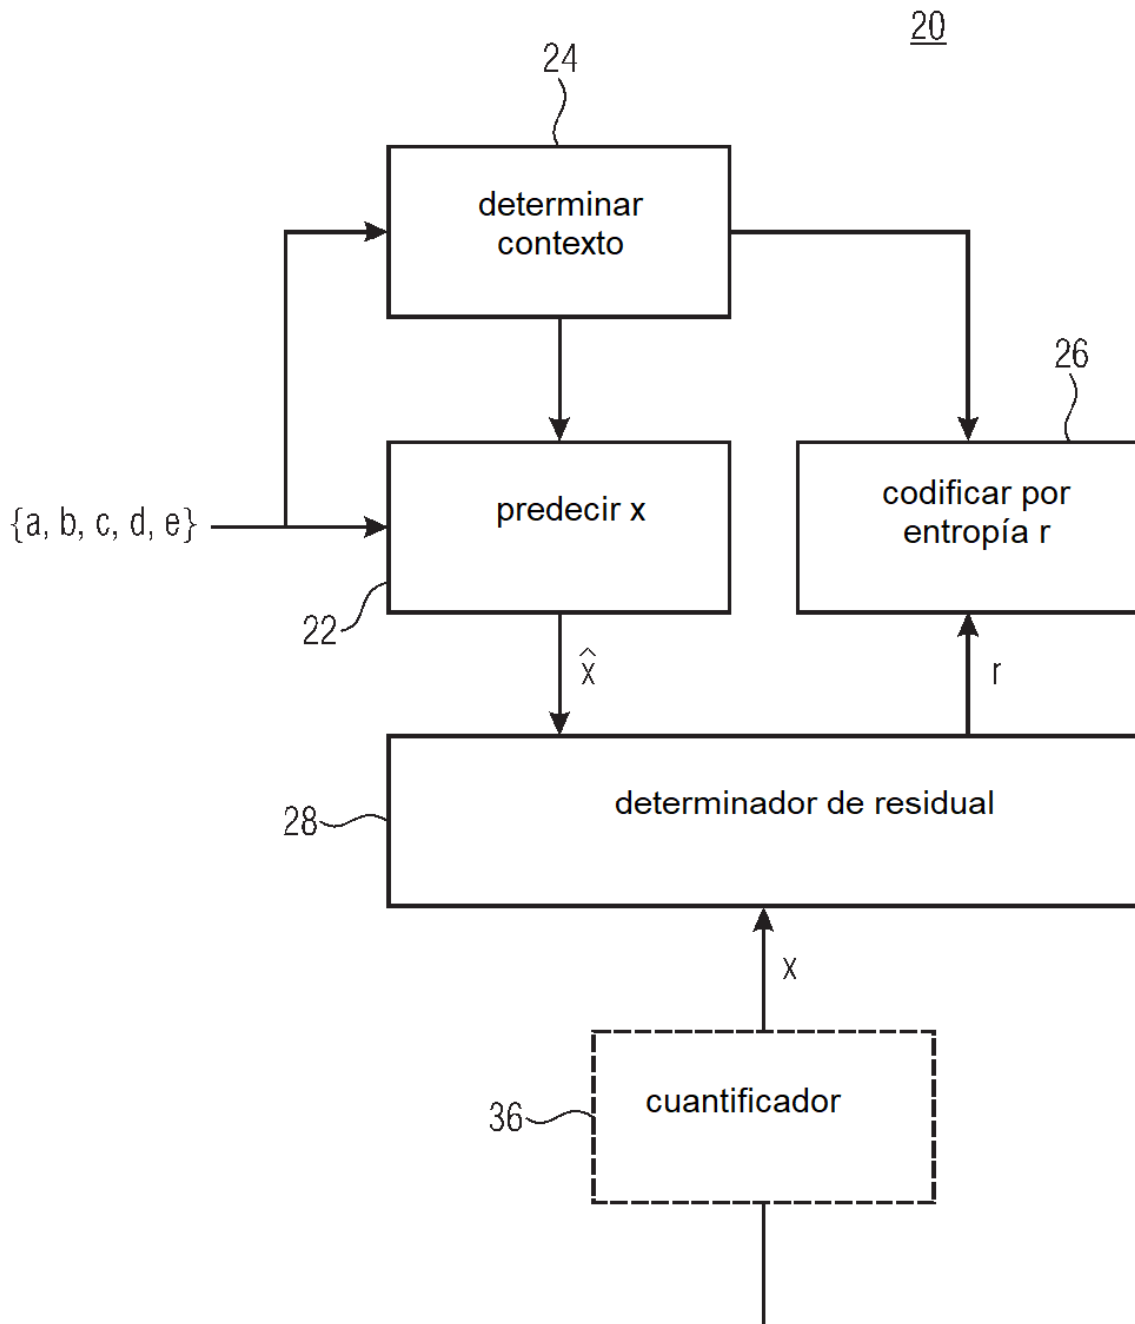 20
24
determinar
contexto
26
{a, b, c, d, e}
predecir x
codificar por
entropía r
22
x̂
r
determinador de residual
28
x
cuantificador
36